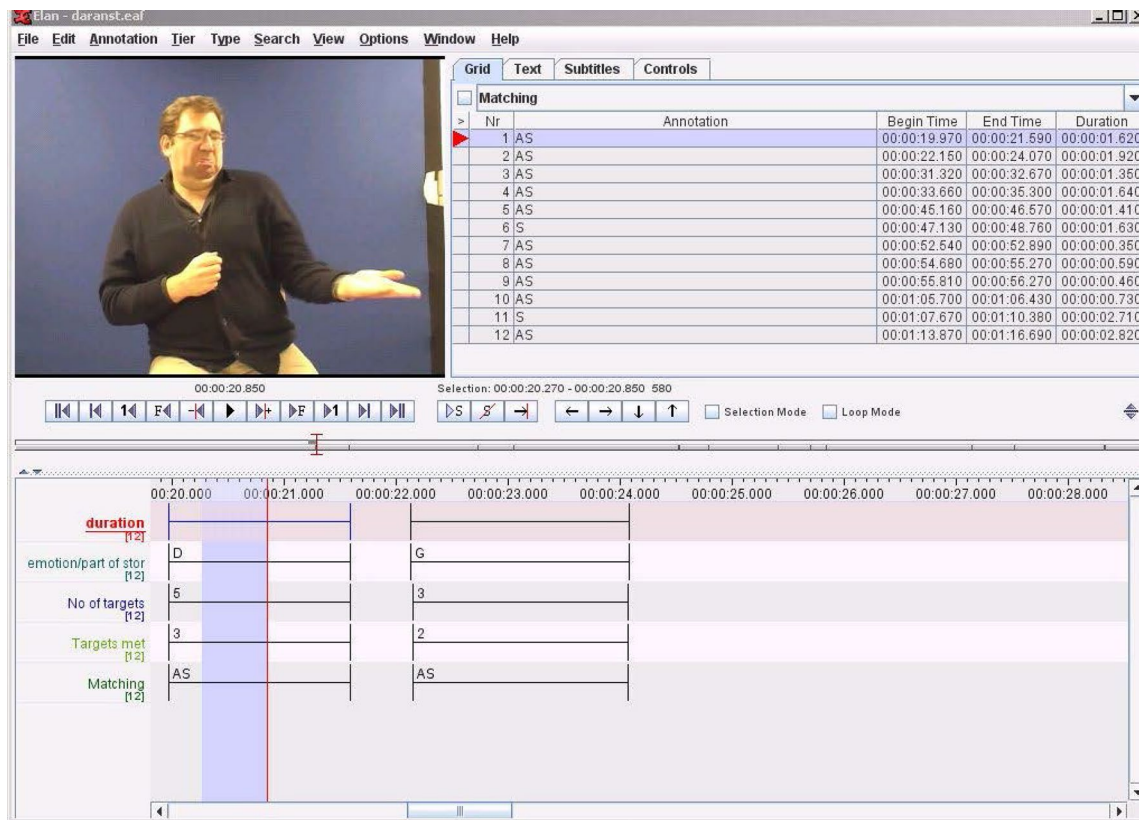 Elan - daranst.eaf
File Edit Annotation Tier Type Search View Options Window Help
Grid Text Subtitles Controls
Matching
> Nr Annotation Begin Time End Time Duration
1 AS 00:00:19.970 00:00:21.590 00:00:01.620
2 AS 00:00:22.150 00:00:24.070 00:00:01.920
3 AS 00:00:31.320 00:00:32.670 00:00:01.350
4 AS 00:00:33.660 00:00:35.300 00:00:01.640
5 AS 00:00:45.160 00:00:46.570 00:00:01.410
6 S 00:00:47.130 00:00:48.760 00:00:01.630
7 AS 00:00:52.540 00:00:52.890 00:00:00.350
8 AS 00:00:54.680 00:00:55.270 00:00:00.590
9 AS 00:00:55.810 00:00:56.270 00:00:00.460
10 AS 00:01:05.700 00:01:06.430 00:00:00.730
11 S 00:01:07.670 00:01:10.380 00:00:02.710
12 AS 00:01:13.870 00:01:16.690 00:00:02.820
00:00:20.850 Selection: 00:00:20.270 - 00:00:20.850 580
1 F F 1 S S Selection Mode Loop Mode
00:20.000 00:00:21.000 00:00:22.000 00:00:23.000 00:00:24.000 00:00:25.000 00:00:26.000 00:00:27.000 00:00:28.000
duration
[12]
emotion/part of stor D G
[12]
No of targets 5 3
[12]
Targets met 3 2
[12]
Matching AS AS
[12]